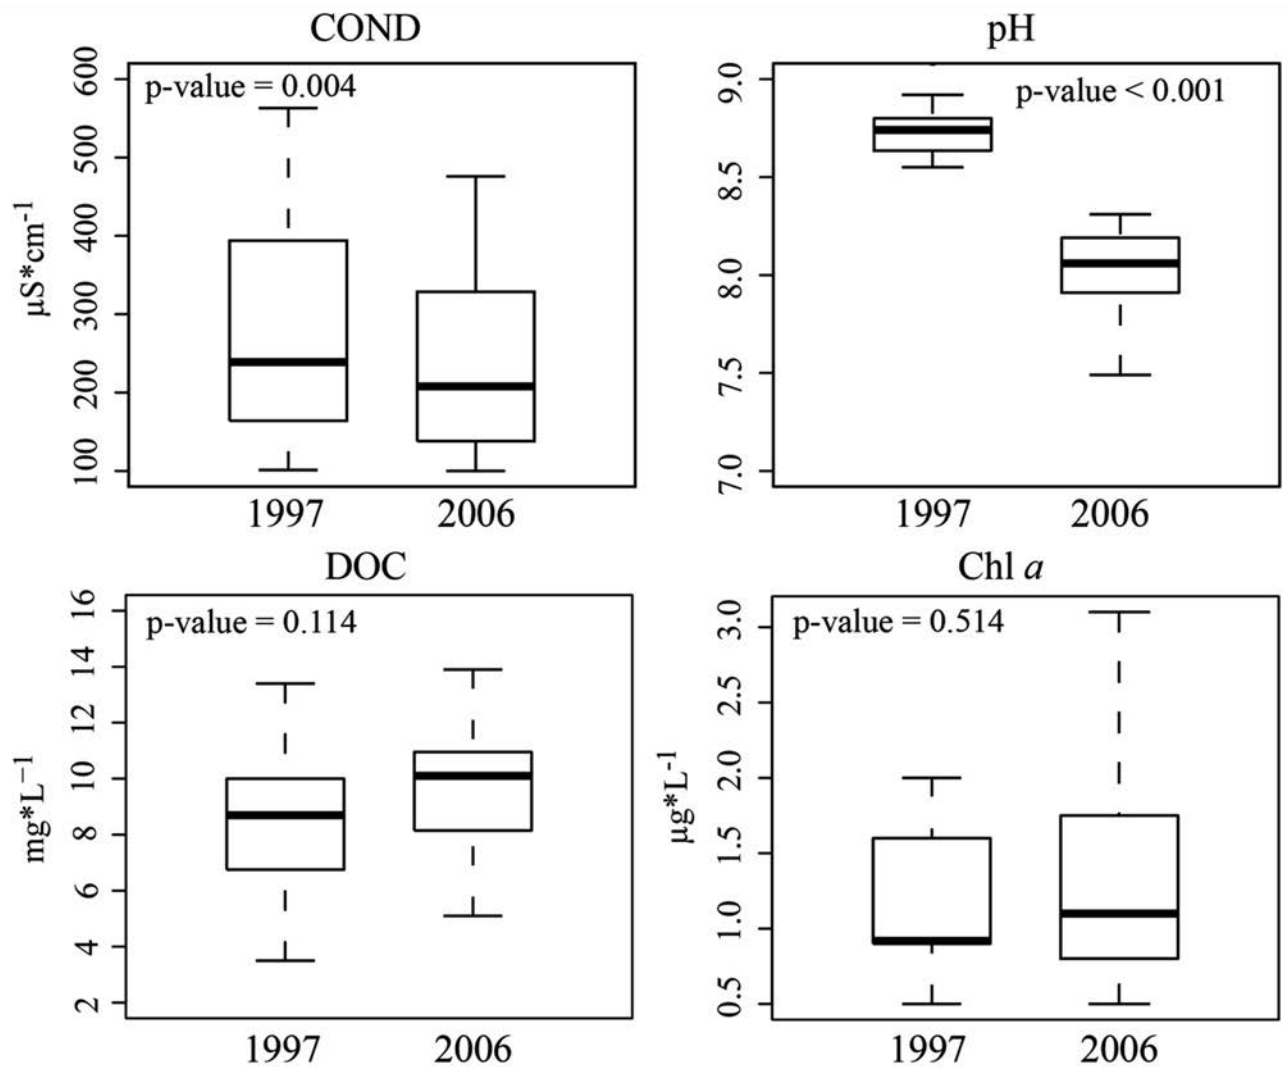 COND
p-value = 0.004
600
500
400
300
200
100
µS*cm-1
1997 2006
pH
p-value < 0.001
9.0
8.5
8.0
7.5
7.0
1997 2006
DOC
p-value = 0.114
16
14
12
10
8
6
4
2
mg*L−1
1997 2006
Chl a
p-value = 0.514
3.0
2.5
2.0
1.5
1.0
0.5
µg*L-1
1997 2006